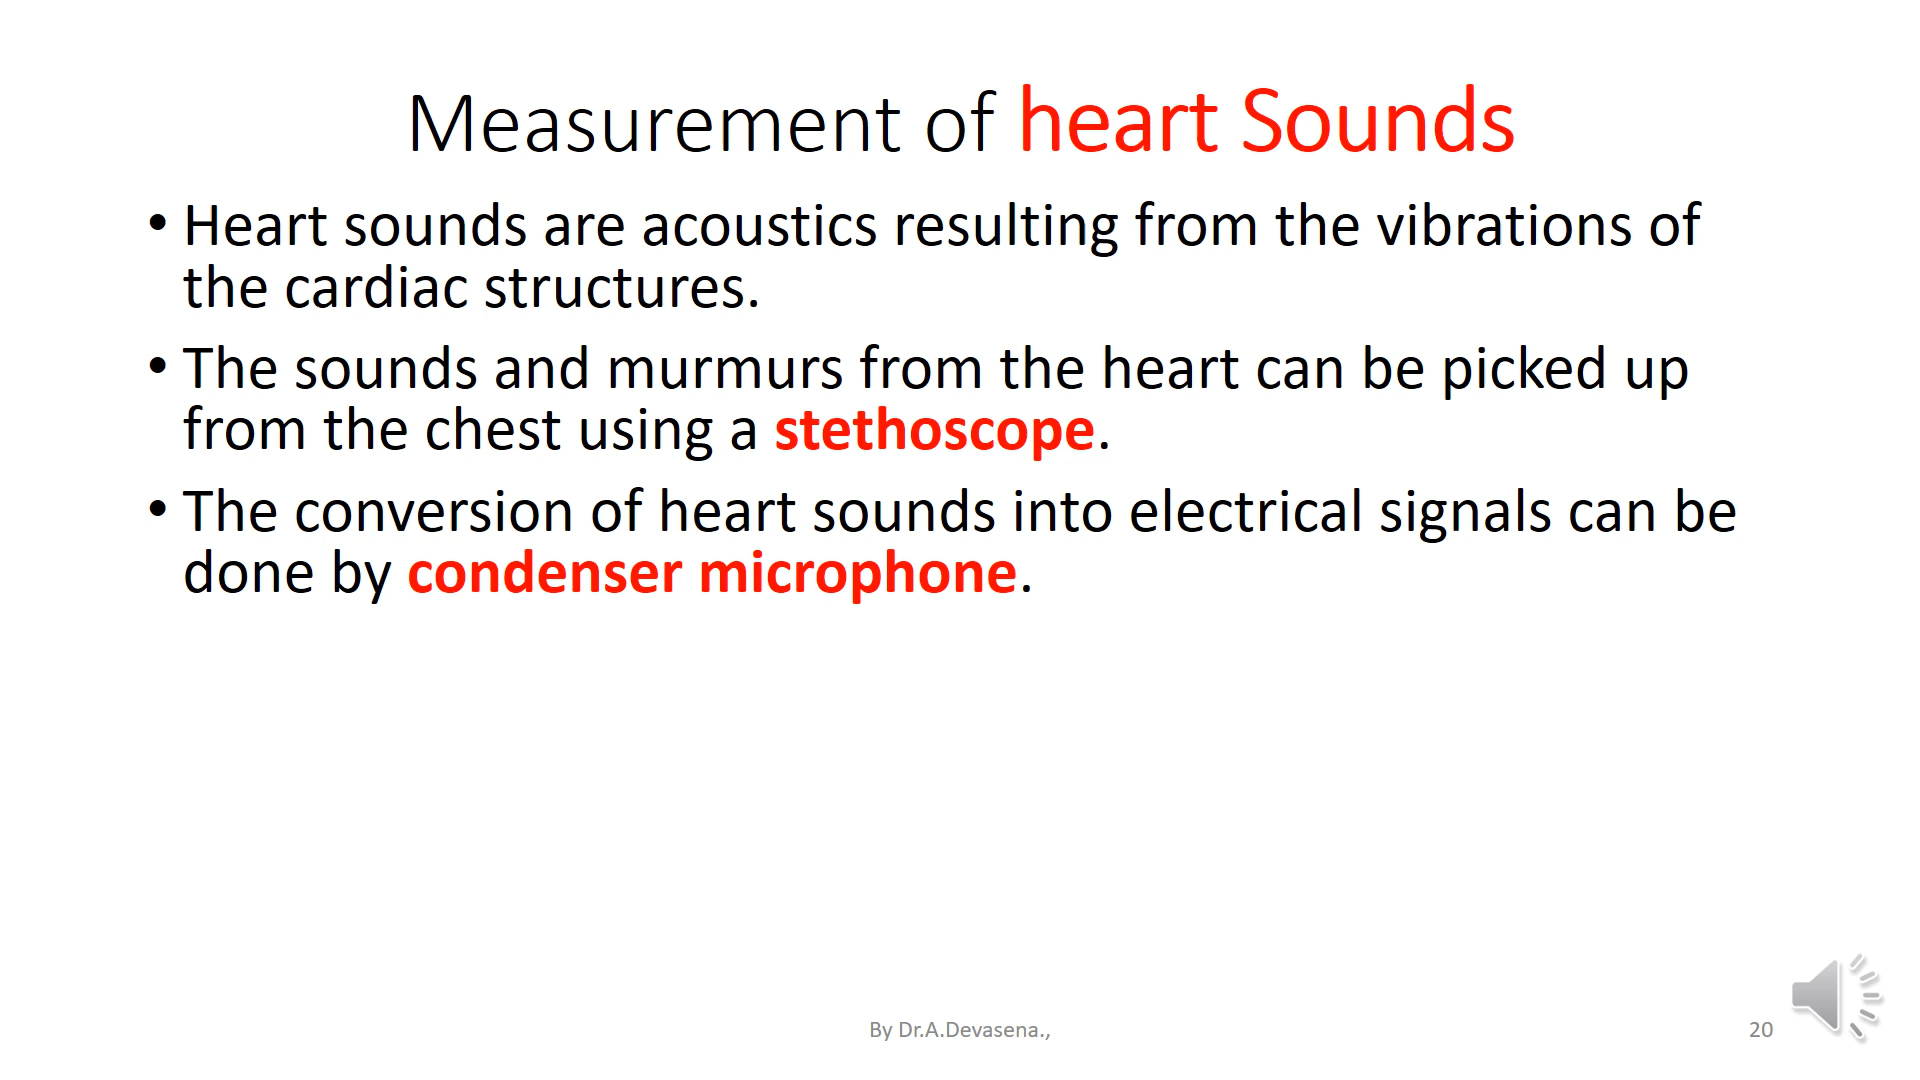 Measurement of heart Sounds
• Heart sounds are acoustics resulting from the vibrations of
the cardiac structures.
• The sounds and murmurs from the heart can be picked up
from the chest using a stethoscope.
• The conversion of heart sounds into electrical signals can be
done by condenser microphone.
By Dr.A.Devasena.,
20